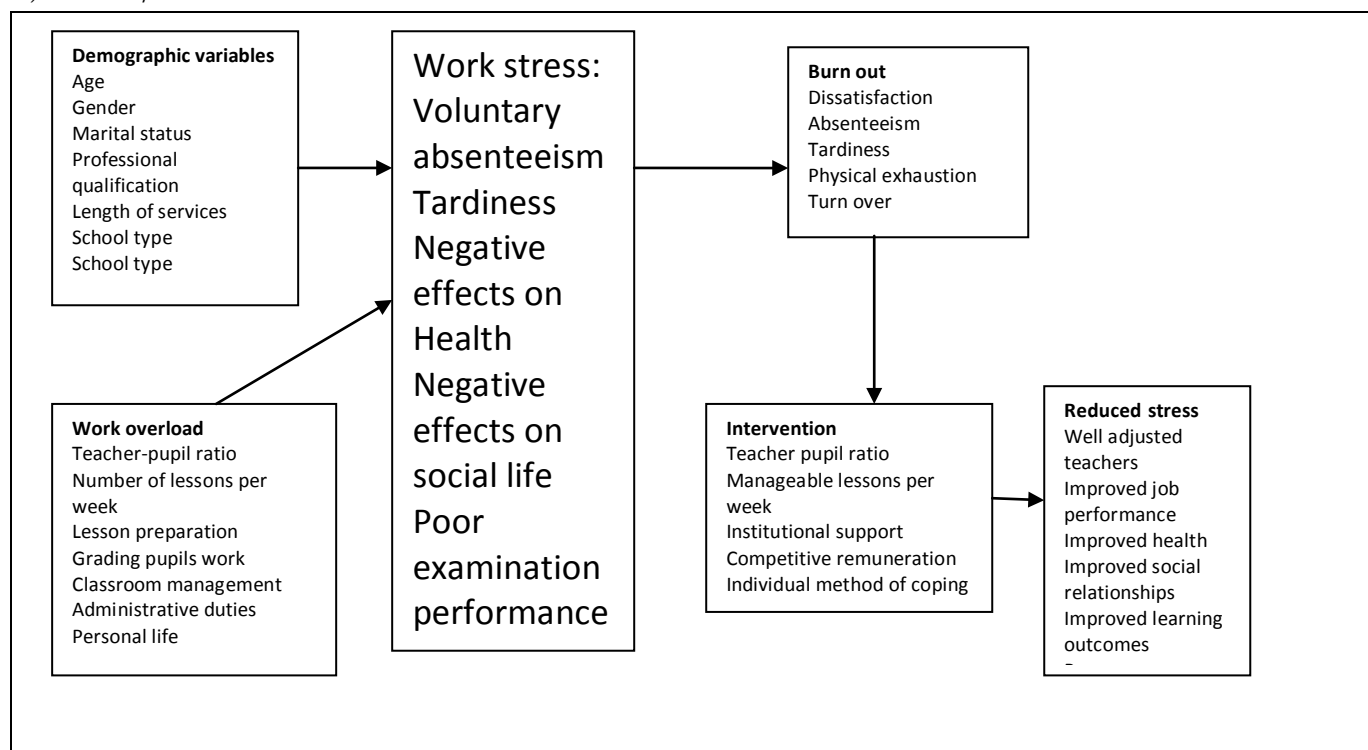 Demographic variables
Age
Gender
Marital status
Professional
qualification
Length of services
School type
School type
Work overload
Teacher-pupil ratio
Number of lessons per
week
Lesson preparation
Grading pupils work
Classroom management
Administrative duties
Personal life
Work stress:
Voluntary
absenteeism
Tardiness
Negative
effects on
Health
Negative
effects on
social life
Poor
examination
performance
Burn out
Dissatisfaction
Absenteeism
Tardiness
Physical exhaustion
Turn over
Intervention
Teacher pupil ratio
Manageable lessons per
week
Institutional support
Competitive remuneration
Individual method of coping
Reduced stress
Well adjusted
teachers
Improved job
performance
Improved health
Improved social
relationships
Improved learning
outcomes